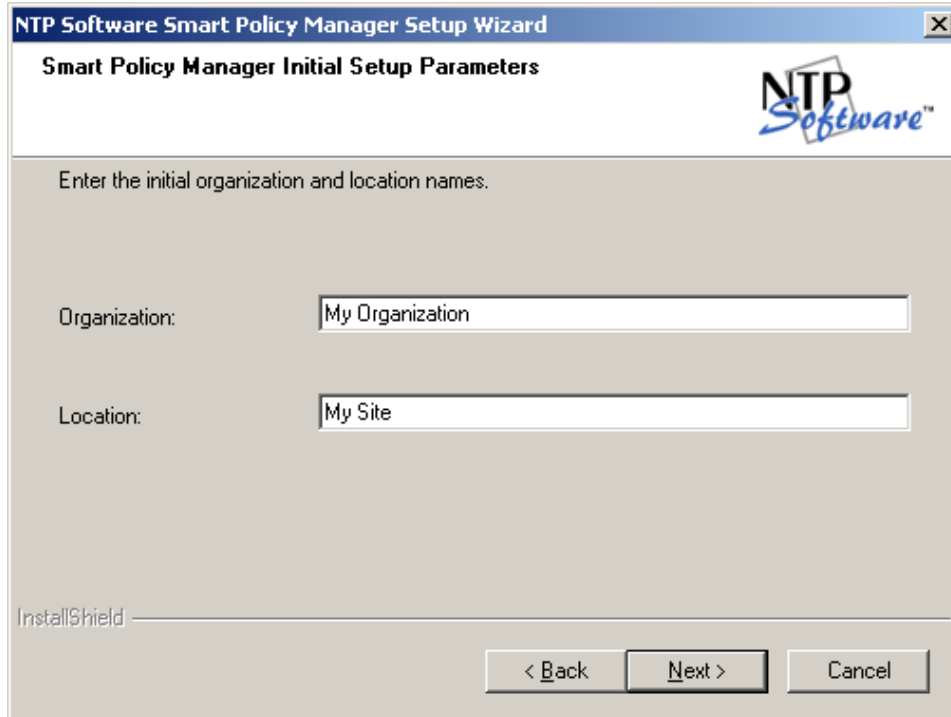 NTP Software Smart Policy Manager Setup Wizard
Smart Policy Manager Initial Setup Parameters
NTP
Software™
Enter the initial organization and location names.
Organization:
My Organization
Location:
My Site
InstallShield
< Back
Next >
Cancel